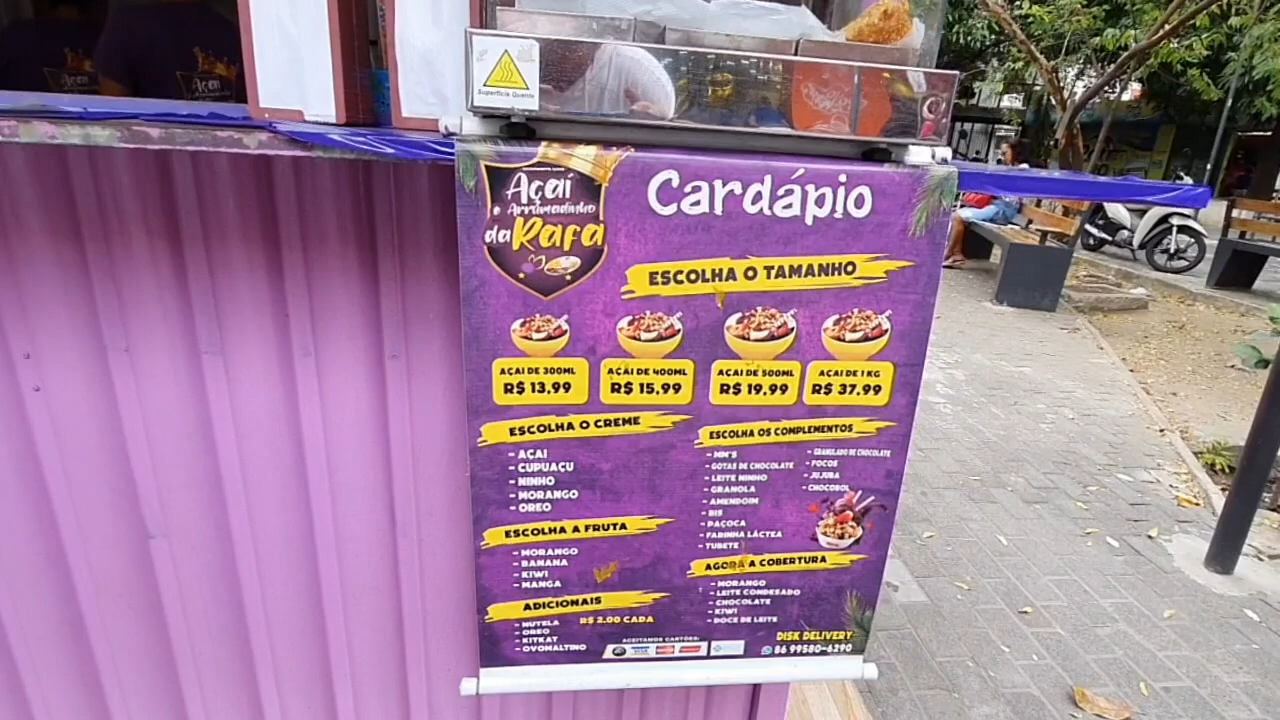 Açaí
Superfície Quente
Açaí
e Arrumadinho
da Rafa
Cardápio
ESCOLHA O TAMANHO
AÇAI DE 300ML
R$ 13,99
AÇAI DE 400ML
R$ 15,99
AÇAI DE 500ML
R$ 19,99
AÇAI DE 1 KG
R$ 37,99
ESCOLHA O CREME
- AÇAI
- CUPUAÇU
- NINHO
- MORANGO
- OREO
ESCOLHA A FRUTA
- MORANGO
- BANANA
- KIWI
- MANGA
ADICIONAIS
R$ 2.00 CADA
- NUTELA
- OREO
- KITKAT
- OVOMALTINO
ESCOLHA OS COMPLEMENTOS
- MM'S
- GOTAS DE CHOCOLATE
- LEITE NINHO
- GRANOLA
- AMENDOIM
- BIS
- PAÇOCA
- FARINHA LÁCTEA
- TUBETE
- GRANULADO DE CHOCOLATE
- FOCOS
- JUJUBA
- CHOCOBOL
AGORA A COBERTURA
- MORANGO
- LEITE CONDESADO
- CHOCOLATE
- KIWI
- DOCE DE LEITE
ACEITAMOS CARTÕES:
VISA
DISK DELIVERY
86 99580-6290